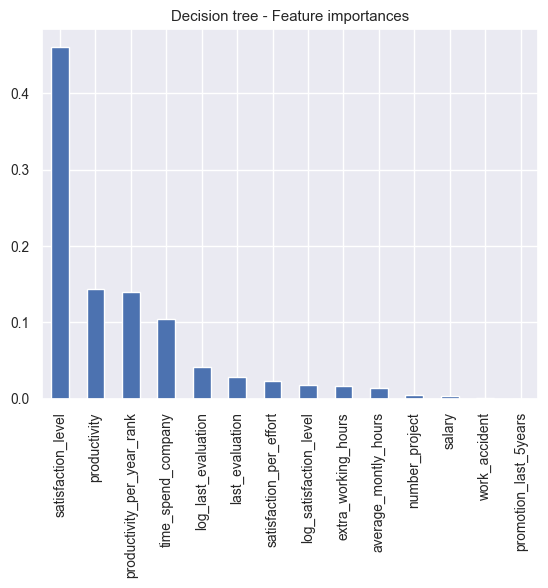 Decision tree - Feature importances
0.4
0.3
0.2
0.1
0.0
satisfaction_level
productivity
productivity_per_year_rank
time_spend_company
log_last_evaluation
last_evaluation
satisfaction_per_effort
log_satisfaction_level
extra_working_hours
average_montly_hours
number_project
salary
work_accident
promotion_last_5years